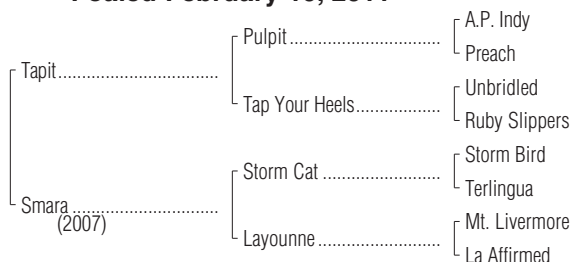 A.P. Indy
Pulpit
Preach
Tapit
Unbridled
Tap Your Heels
Ruby Slippers
Storm Bird
Storm Cat
Terlingua
Smara
(2007)
Mt. Livermore
Layounne
La Affirmed